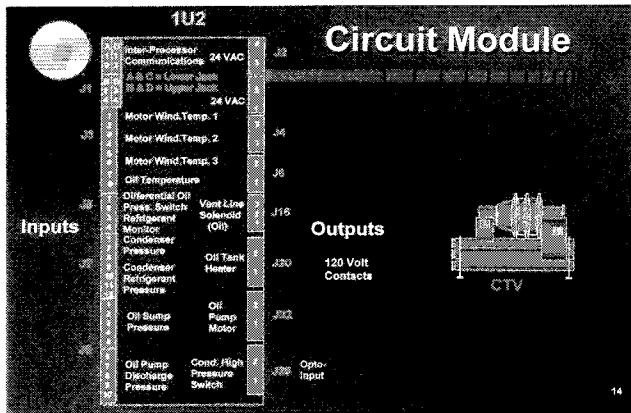 1U2
Circuit Module
Inter-Processor
Communications
24 VAC
J2
A & C = Lower Jack
B & D = Upper Jack
J1
24 VAC
Motor Wind.Temp. 1
J3
Motor Wind.Temp. 2
J4
Motor Wind.Temp. 3
J6
Oil Temperature
Differential Oil
Press. Switch
Refrigerant
Monitor
Condenser
Pressure
Vent Line
Solenoid
(Oil)
J16
Inputs
Outputs
120 Volt
Contacts
Condenser
Refrigerant
Pressure
Oil Tank
Heater
J20
CTV
Oil Sump
Pressure
Oil
Pump
Motor
J22
Oil Pump
Discharge
Pressure
Cond. High
Pressure
Switch
Opto-
Input
14